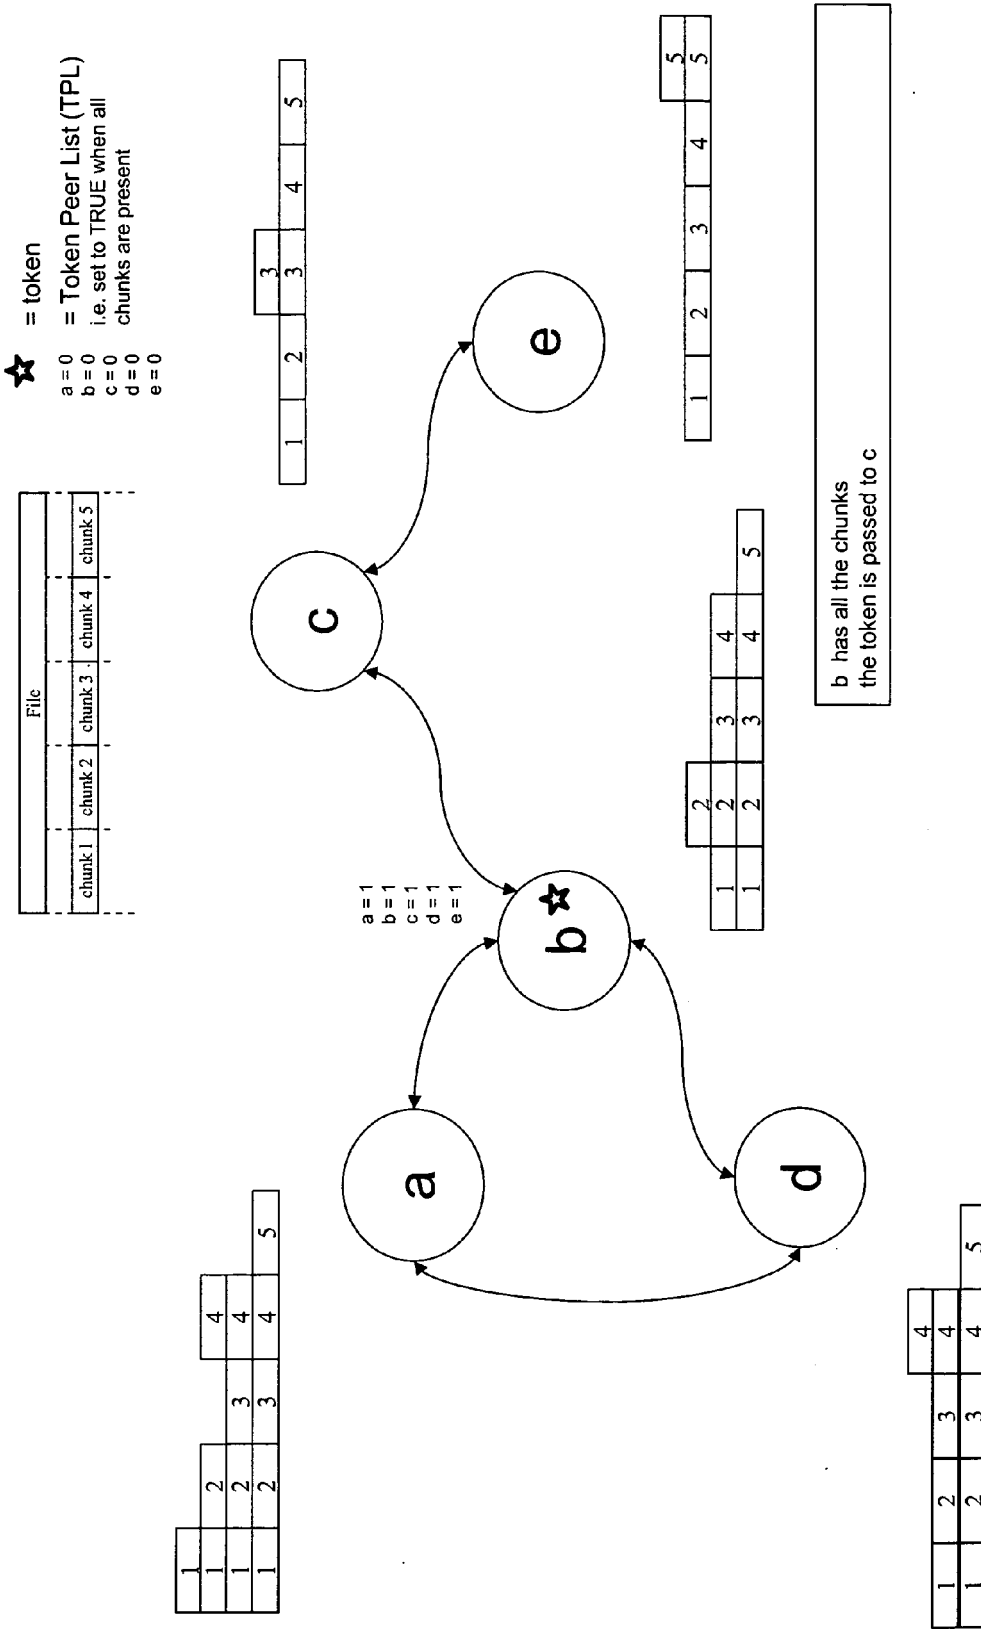 File
chunk 1 chunk 2 chunk 3 chunk 4 chunk 5
= token
a = 0 = Token Peer List (TPL)
b = 0 i.e. set to TRUE when all
c = 0 chunks are present
d = 0
e = 0
1
1 2 4
1 2 3 4
1 2 3 4 5
3
1 2 3 4 5
c
a = 1
b = 1
c = 1
d = 1
e = 1
a
b
e
2
1 2 3 4
1 2 3 4 5
5
1 2 3 4 5
d
b has all the chunks
the token is passed to c
4
1 2 3 4
1 2 3 4 5